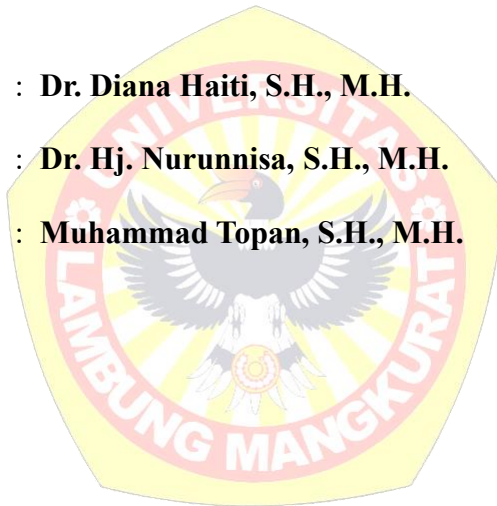 : Dr. Diana Haiti, S.H., M.H.
: Dr. Hj. Nurunnisa, S.H., M.H.
: Muhammad Topan, S.H., M.H.
UNIVERSITAS
LAMBUNG MANGKURAT